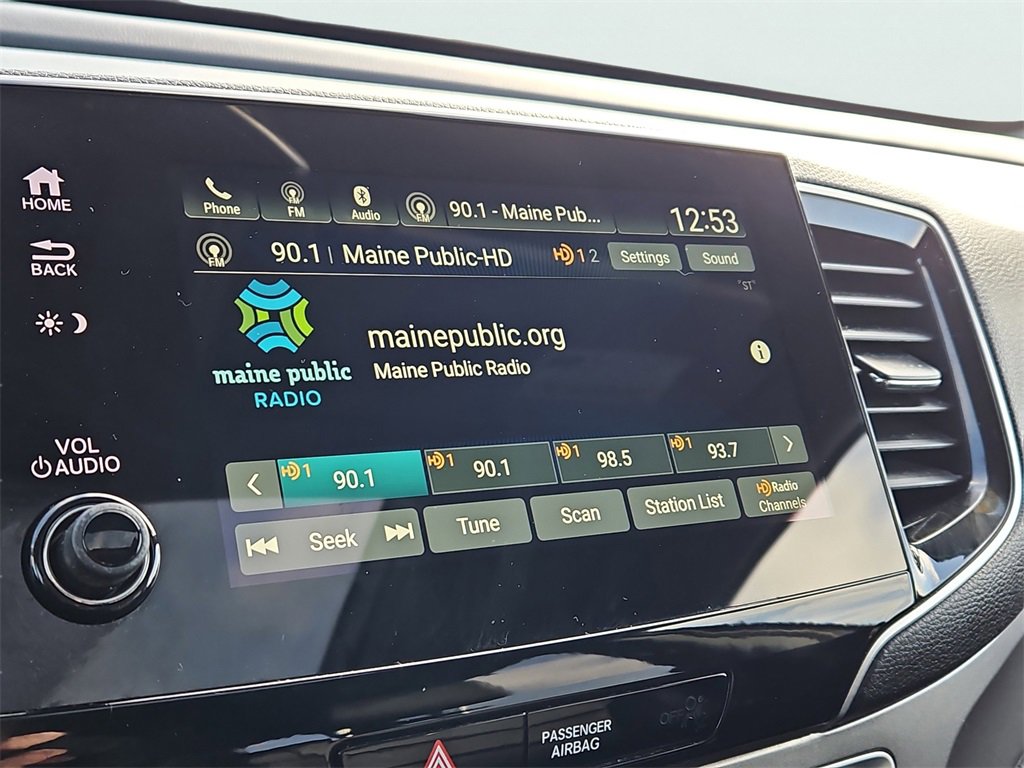 HOME
BACK
VOL
AUDIO
Phone
FM
FM
Audio
FM
90.1 - Maine Pub...
12:53
FM
90.1 | Maine Public-HD
HD 1 2
Settings
Sound
"ST"
maine public
RADIO
mainepublic.org
Maine Public Radio
i
HD 1 90.1
HD 1 90.1
HD 1 98.5
HD 1 93.7
Seek
Tune
Scan
Station List
HD Radio
Channels
PASSENGER
AIRBAG
OFF